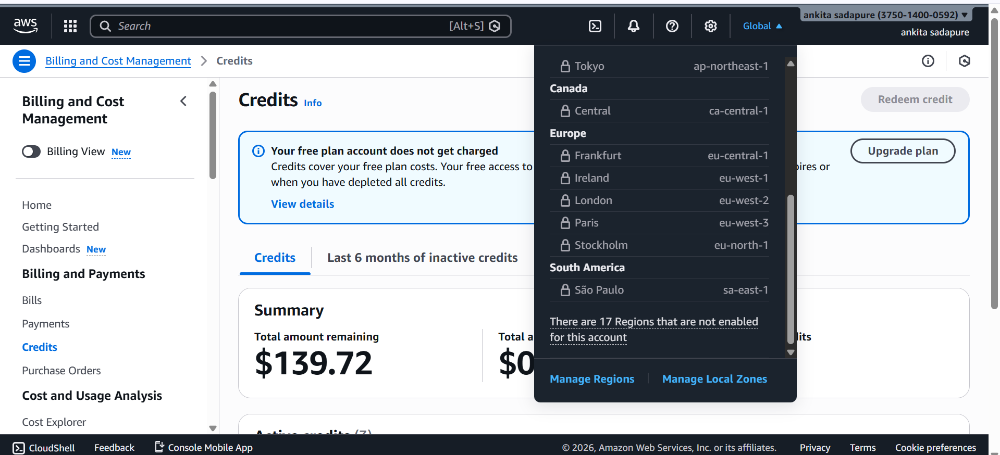 aws
Search
[Alt+S]
Global
ankita sadapure (3750-1400-0592)
ankita sadapure
Billing and Cost Management
Credits
Billing and Cost
Management
Billing View New
Home
Getting Started
Dashboards New
Billing and Payments
Bills
Payments
Credits
Purchase Orders
Cost and Usage Analysis
Cost Explorer
Credits Info
Redeem credit
Your free plan account does not get charged
Credits cover your free plan costs. Your free access to
or
when you have depleted all credits.
View details
Upgrade plan
Credits
Last 6 months of inactive credits
Summary
Total amount remaining
$139.72
Total
$0
Active credits
Tokyo ap-northeast-1
Canada
Central ca-central-1
Europe
Frankfurt eu-central-1
Ireland eu-west-1
London eu-west-2
Paris eu-west-3
Stockholm eu-north-1
South America
São Paulo sa-east-1
There are 17 Regions that are not enabled
for this account
Manage Regions
Manage Local Zones
CloudShell
Feedback
Console Mobile App
© 2026, Amazon Web Services, Inc. or its affiliates.
Privacy
Terms
Cookie preferences